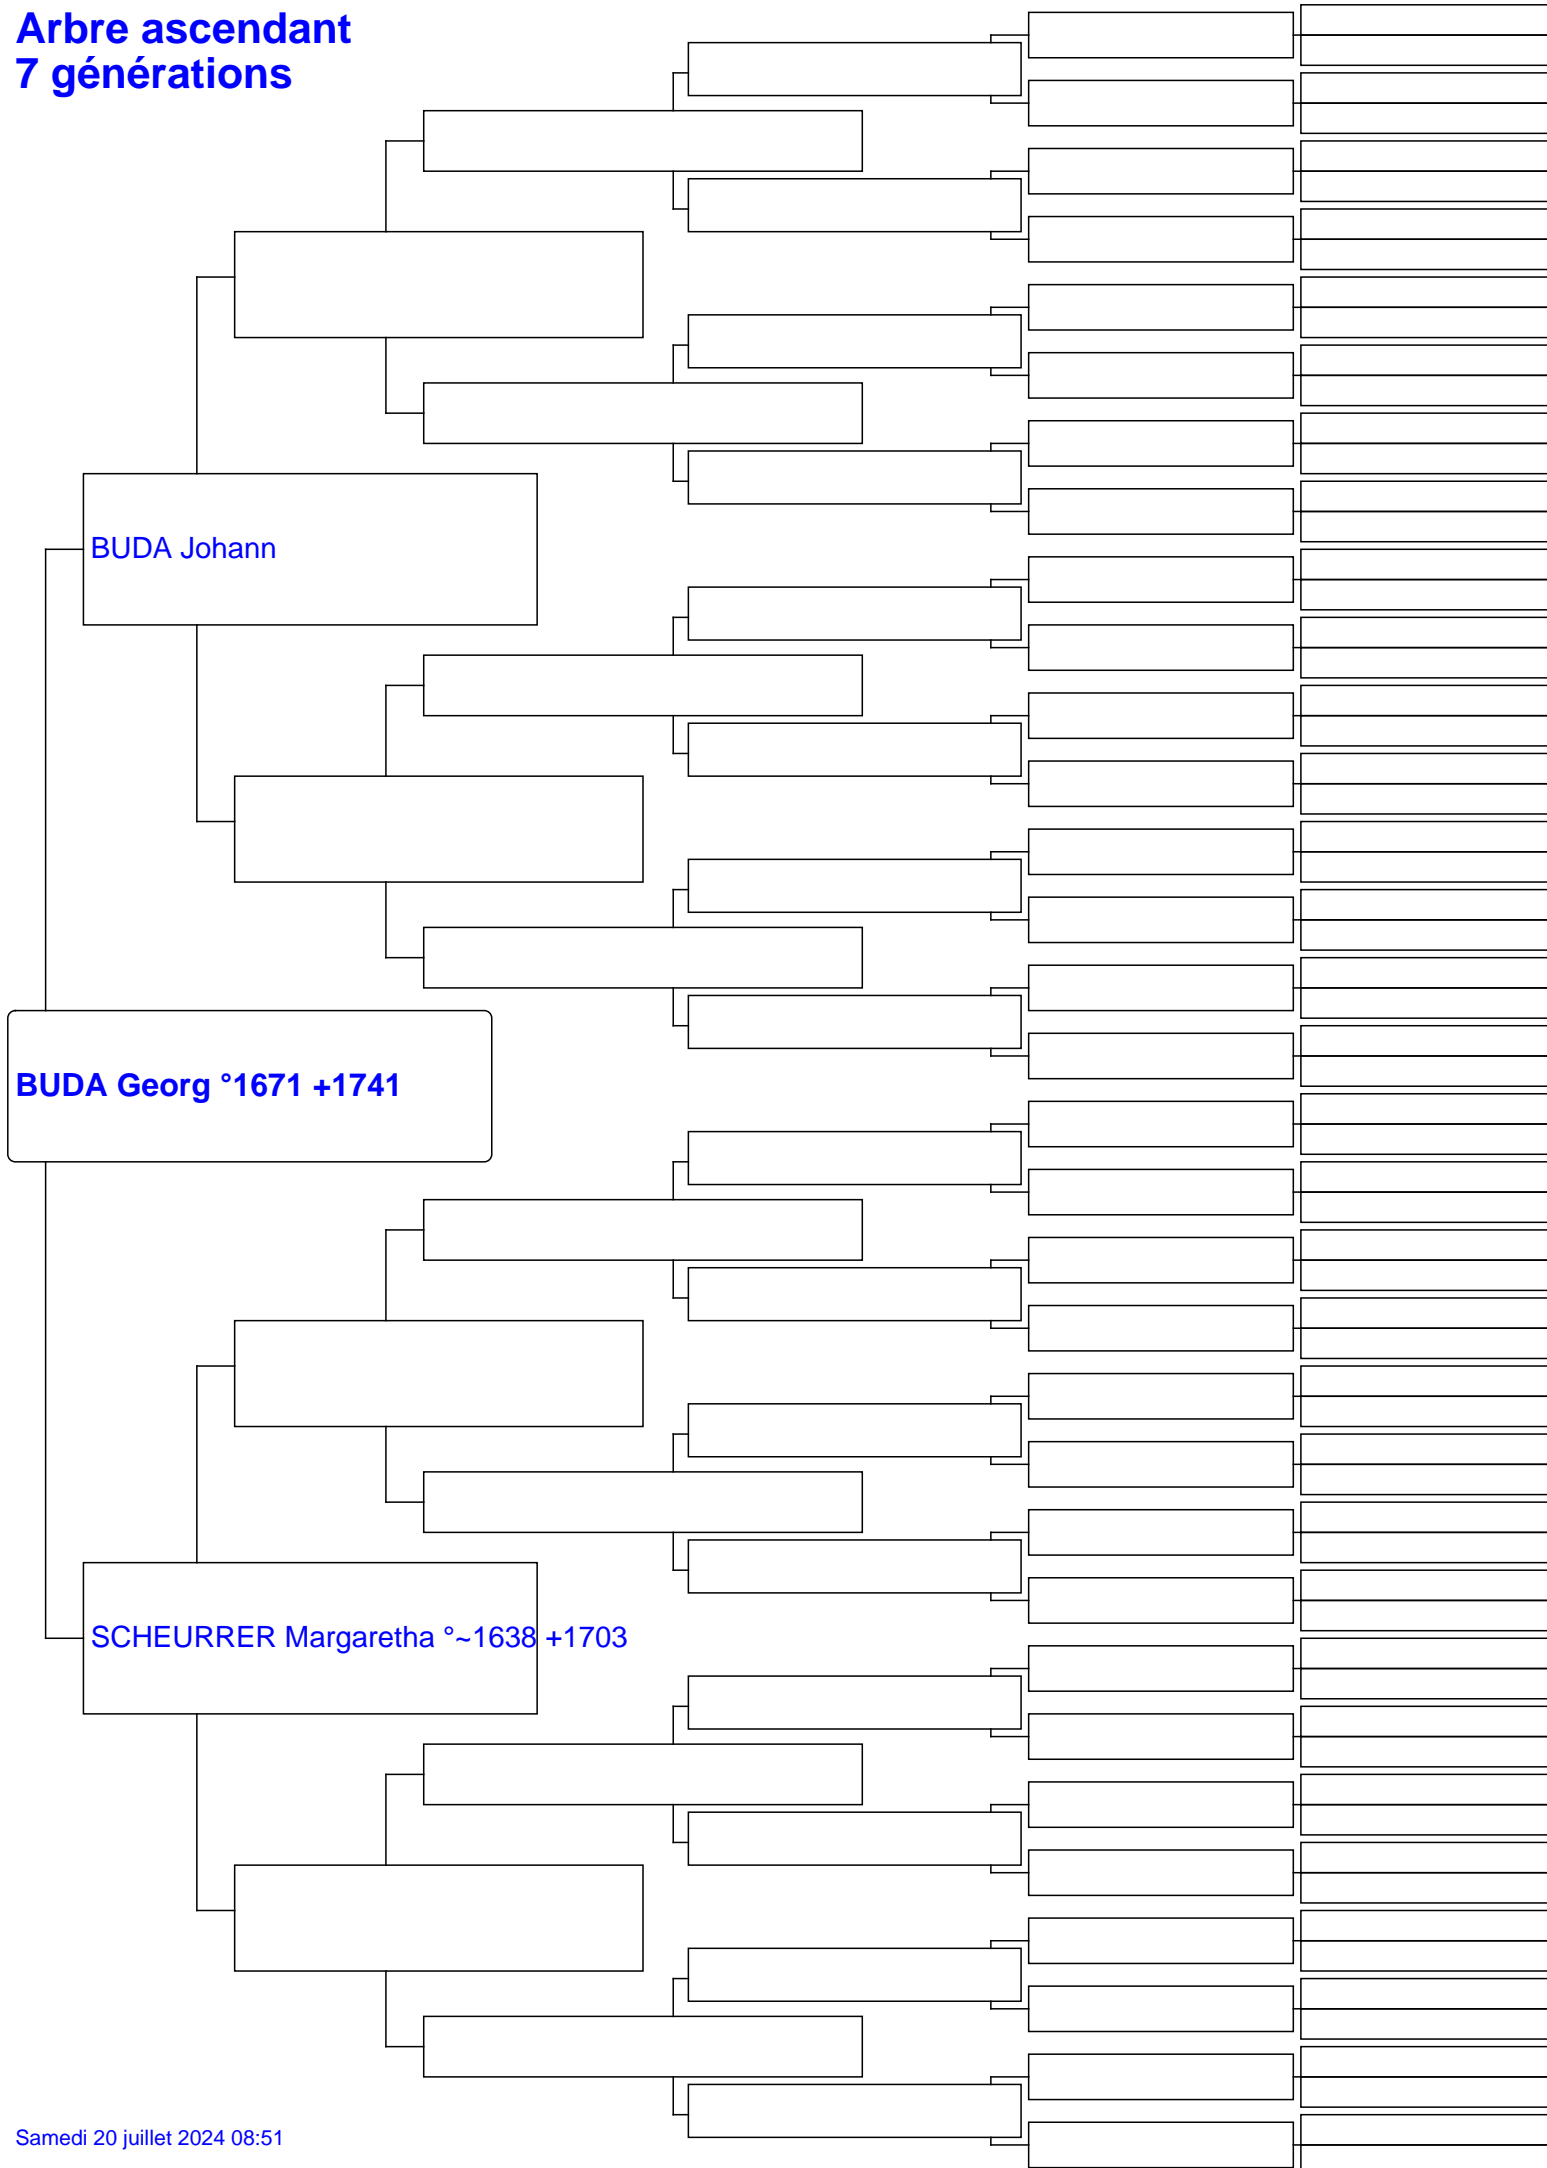 Arbre ascendant
7 générations
BUDA Johann
BUDA Georg °1671 +1741
SCHEURRER Margaretha °~1638 +1703
Samedi 20 juillet 2024 08:51